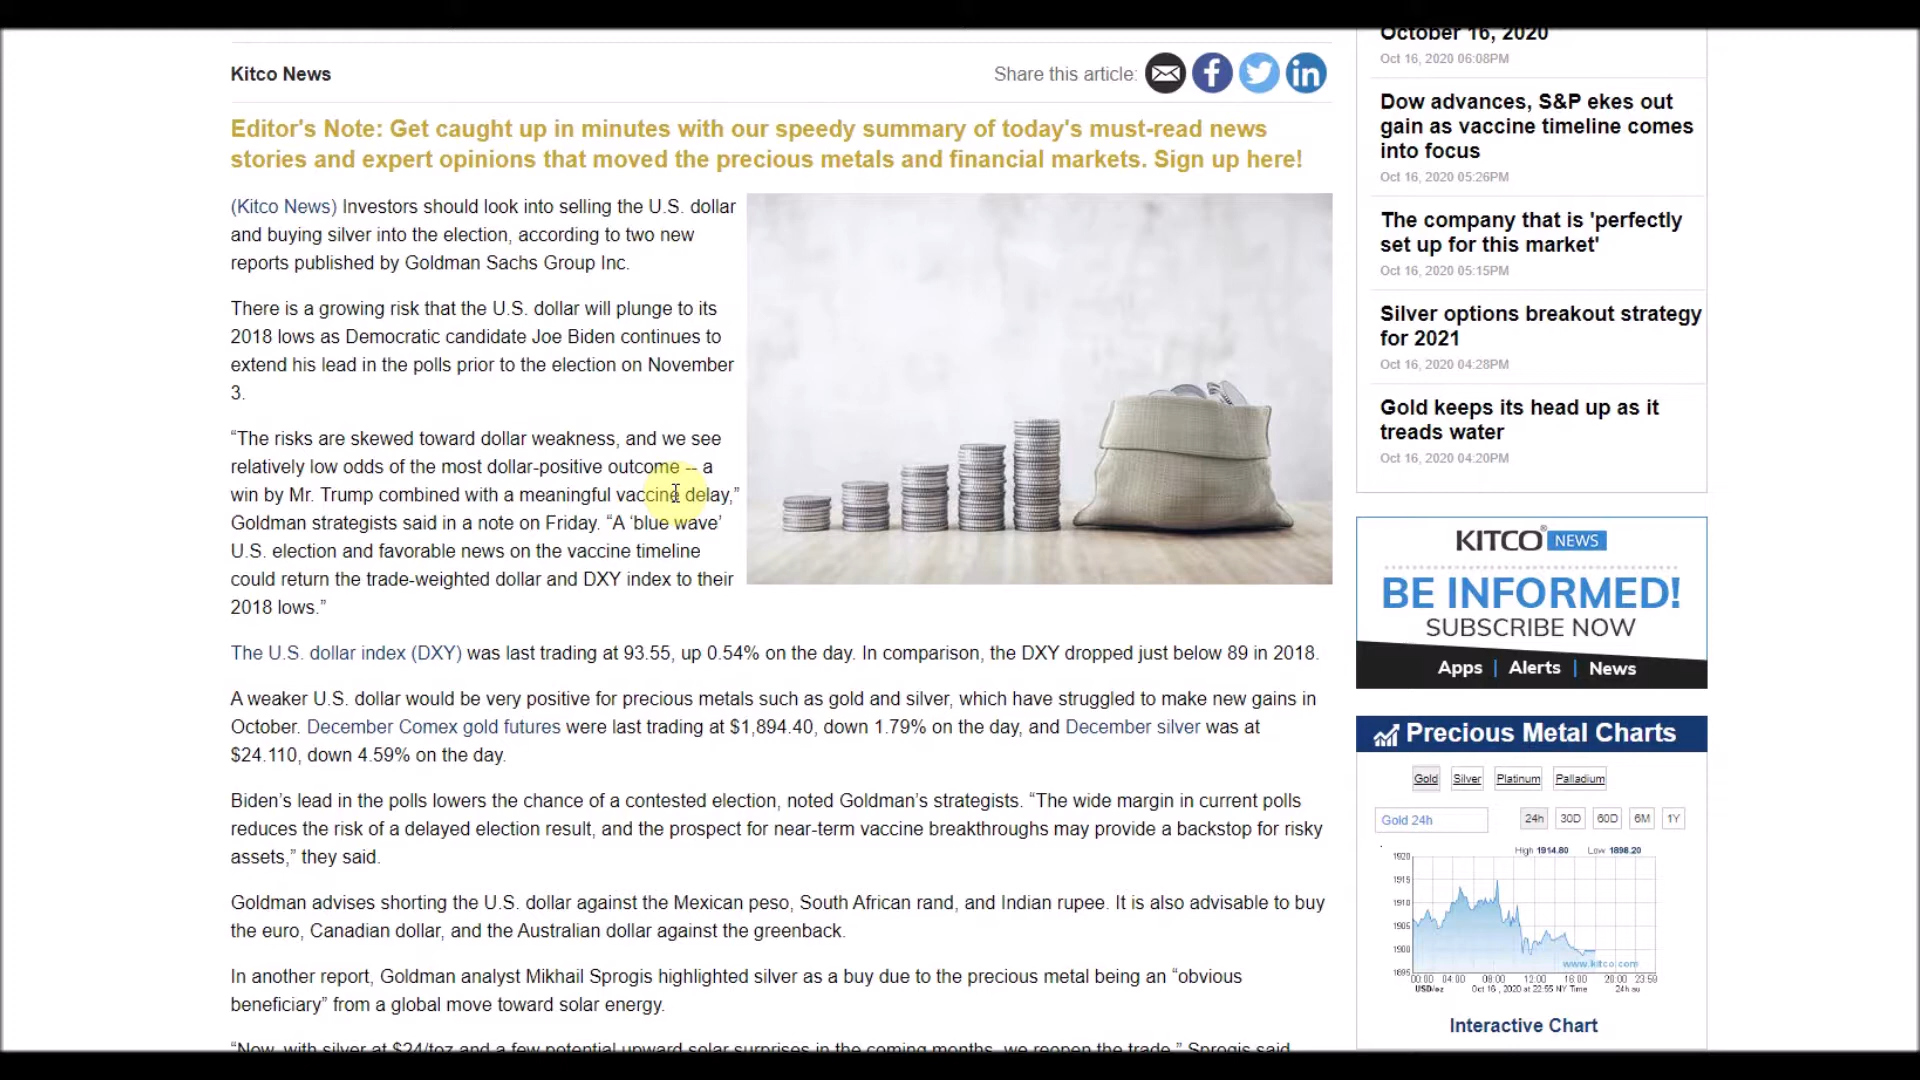 Kitco News
Share this article:
Editor's Note: Get caught up in minutes with our speedy summary of today's must-read news
stories and expert opinions that moved the precious metals and financial markets. Sign up here!
(Kitco News) Investors should look into selling the U.S. dollar
and buying silver into the election, according to two new
reports published by Goldman Sachs Group Inc.
There is a growing risk that the U.S. dollar will plunge to its
2018 lows as Democratic candidate Joe Biden continues to
extend his lead in the polls prior to the election on November
3.
“The risks are skewed toward dollar weakness, and we see
relatively low odds of the most dollar-positive outcome -- a
win by Mr. Trump combined with a meaningful vaccine delay,”
Goldman strategists said in a note on Friday. “A ‘blue wave’
U.S. election and favorable news on the vaccine timeline
could return the trade-weighted dollar and DXY index to their
2018 lows.”
The U.S. dollar index (DXY) was last trading at 93.55, up 0.54% on the day. In comparison, the DXY dropped just below 89 in 2018.
A weaker U.S. dollar would be very positive for precious metals such as gold and silver, which have struggled to make new gains in
October. December Comex gold futures were last trading at $1,894.40, down 1.79% on the day, and December silver was at
$24.110, down 4.59% on the day.
Biden’s lead in the polls lowers the chance of a contested election, noted Goldman’s strategists. “The wide margin in current polls
reduces the risk of a delayed election result, and the prospect for near-term vaccine breakthroughs may provide a backstop for risky
assets,” they said.
Goldman advises shorting the U.S. dollar against the Mexican peso, South African rand, and Indian rupee. It is also advisable to buy
the euro, Canadian dollar, and the Australian dollar against the greenback.
In another report, Goldman analyst Mikhail Sprogis highlighted silver as a buy due to the precious metal being an “obvious
beneficiary” from a global move toward solar energy.
“Now, with silver at $24/toz and a few potential upward solar surprises in the coming months, we reopen the trade,” Sprogis said
October 16, 2020
Oct 16, 2020 06:08PM
Dow advances, S&P ekes out
gain as vaccine timeline comes
into focus
Oct 16, 2020 05:26PM
The company that is 'perfectly
set up for this market'
Oct 16, 2020 05:15PM
Silver options breakout strategy
for 2021
Oct 16, 2020 04:28PM
Gold keeps its head up as it
treads water
Oct 16, 2020 04:20PM
KITCO® NEWS
BE INFORMED!
SUBSCRIBE NOW
Apps | Alerts | News
Precious Metal Charts
Gold Silver Platinum Palladium
Gold 24h 24h 30D 60D 6M 1Y
High 1914.80 Low 1898.20
1920
1915
1910
1905
1900
1895
www.kitco.com
00:00 04:00 08:00 12:00 16:00 20:00 23:59
USD/oz Oct 16, 2020 at 22:55 NY Time 24h au
Interactive Chart